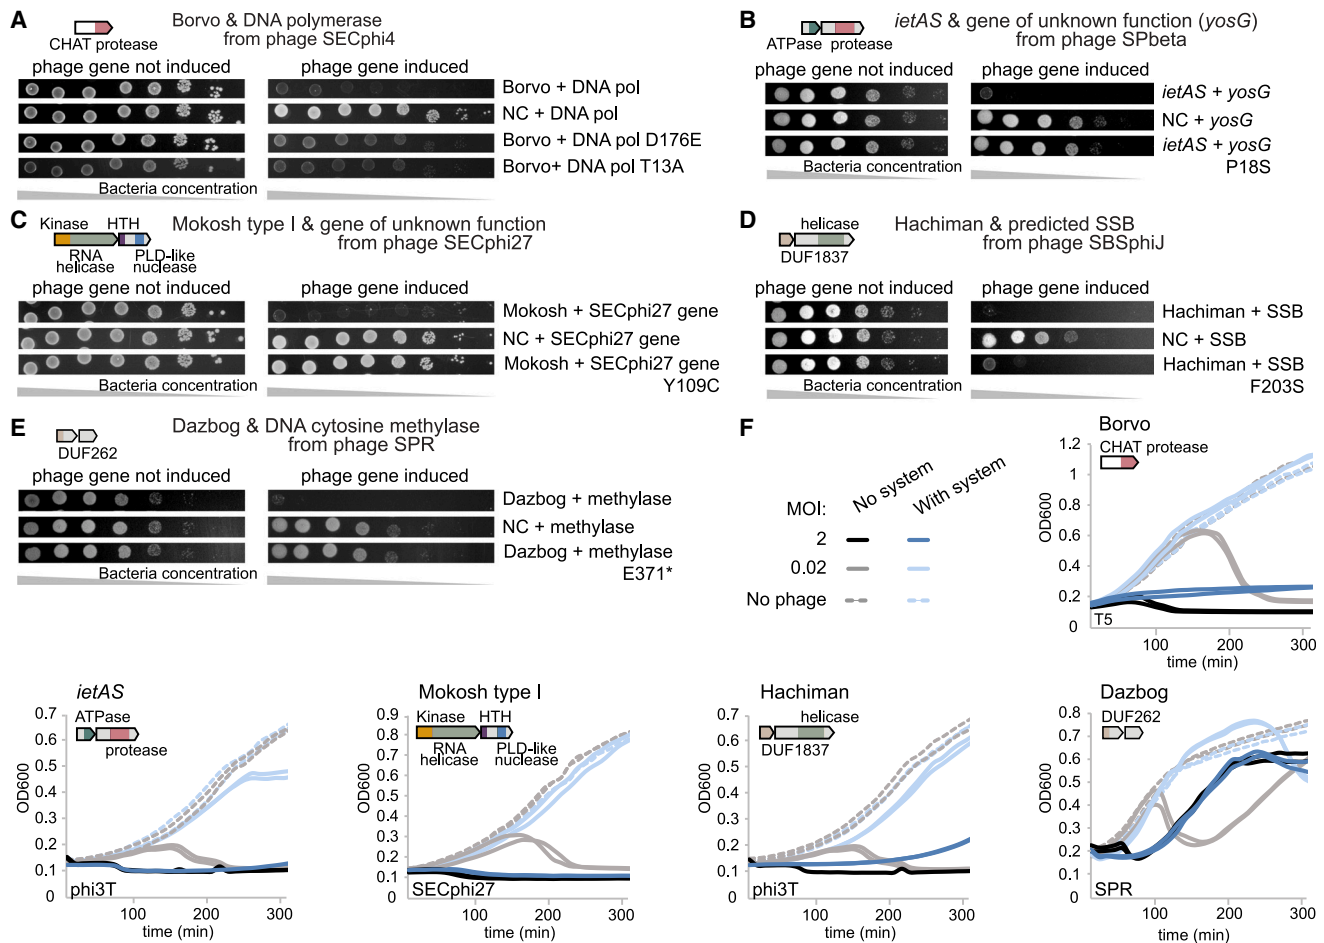 A
Borvo & DNA polymerase
from phage SECphi4
CHAT protease
phage gene not induced
phage gene induced
Borvo + DNA pol
NC + DNA pol
Borvo + DNA pol D176E
Borvo+ DNA pol T13A
Bacteria concentration
B
ietAS & gene of unknown function (yosG)
from phage SPbeta
ATPase
protease
phage gene not induced
phage gene induced
ietAS + yosG
NC + yosG
ietAS + yosG
P18S
Bacteria concentration
C
Mokosh type I & gene of unknown function
from phage SECphi27
Kinase
HTH
RNA
helicase
PLD-like
nuclease
phage gene not induced
phage gene induced
Mokosh + SECphi27 gene
NC + SECphi27 gene
Mokosh + SECphi27 gene
Y109C
Bacteria concentration
D
Hachiman & predicted SSB
from phage SBSphiJ
helicase
DUF1837
phage gene not induced
phage gene induced
Hachiman + SSB
NC + SSB
Hachiman + SSB
F203S
Bacteria concentration
E
Dazbog & DNA cytosine methylase
from phage SPR
DUF262
phage gene not induced
phage gene induced
Dazbog + methylase
NC + methylase
Dazbog + methylase
E371*
Bacteria concentration
F
MOI:
No system
With system
2
0.02
No phage
Borvo
CHAT protease
OD600
1.2
1
0.8
0.6
0.4
0.2
0
T5
100
200
300
time (min)
ietAS
ATPase
protease
OD600
0.7
0.6
0.5
0.4
0.3
0.2
0.1
0
phi3T
100
200
300
time (min)
Mokosh type I
Kinase
HTH
RNA
helicase
PLD-like
nuclease
OD600
0.9
0.8
0.7
0.6
0.5
0.4
0.3
0.2
0.1
0
SECphi27
100
200
300
time (min)
Hachiman
helicase
DUF1837
OD600
0.7
0.6
0.5
0.4
0.3
0.2
0.1
0
phi3T
100
200
300
time (min)
Dazbog
DUF262
OD600
0.8
0.7
0.6
0.5
0.4
0.3
0.2
0.1
0
SPR
100
200
300
time (min)